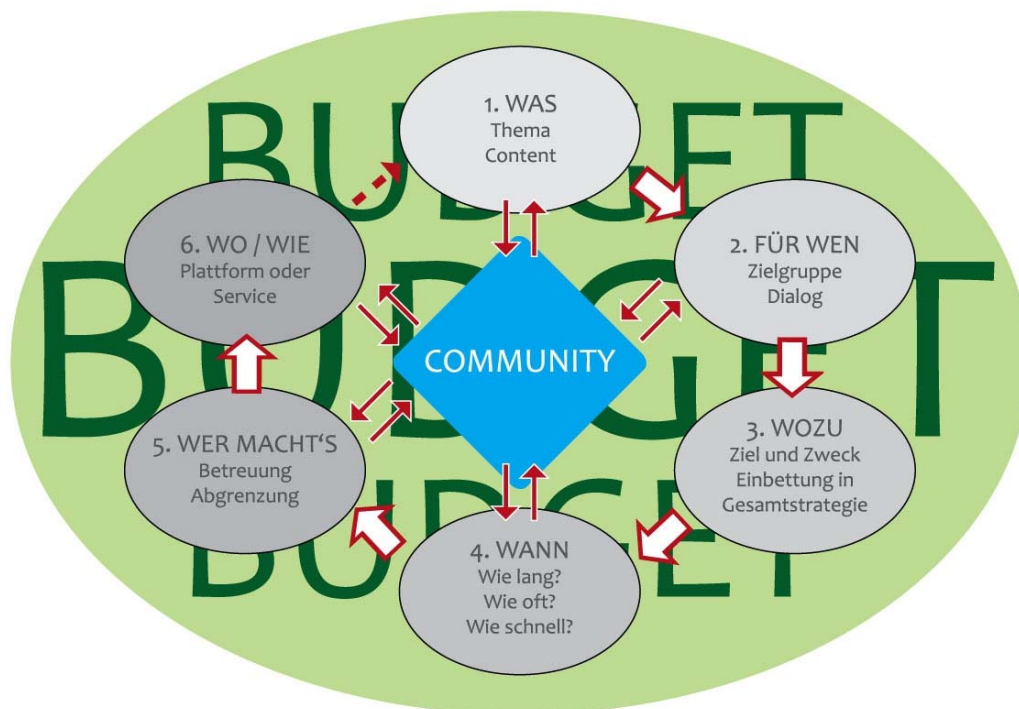 BUDGET
1. WAS
Thema
Content
2. FÜR WEN
Zielgruppe
Dialog
3. WOZU
Ziel und Zweck
Einbettung in
Gesamtstrategie
4. WANN
Wie lang?
Wie oft?
Wie schnell?
5. WER MACHT‘S
Betreuung
Abgrenzung
6. WO / WIE
Plattform oder
Service
BUDGET
COMMUNITY
BUDGET